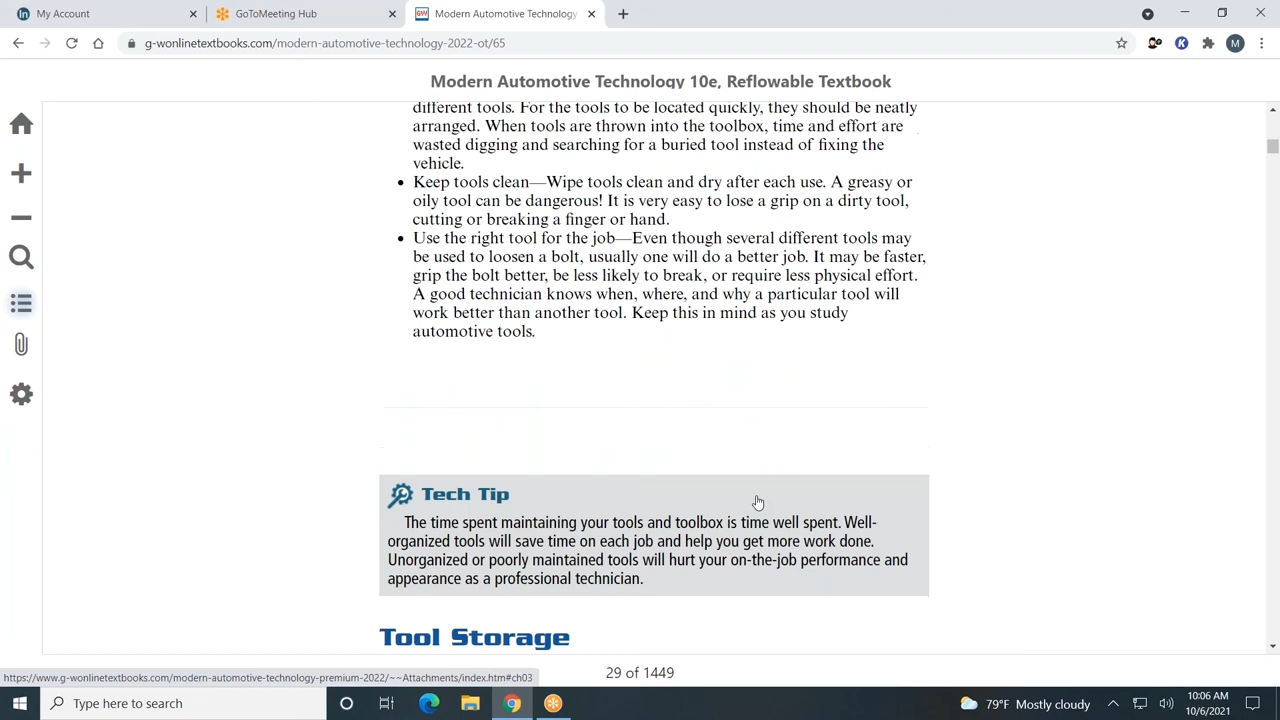 My Account
GoToMeeting Hub
Modern Automotive Technology
g-wonlinetextbooks.com/modern-automotive-technology-2022-ot/65
M
Modern Automotive Technology 10e, Reflowable Textbook
different tools. For the tools to be located quickly, they should be neatly
arranged. When tools are thrown into the toolbox, time and effort are
wasted digging and searching for a buried tool instead of fixing the
vehicle.
• Keep tools clean—Wipe tools clean and dry after each use. A greasy or
oily tool can be dangerous! It is very easy to lose a grip on a dirty tool,
cutting or breaking a finger or hand.
• Use the right tool for the job—Even though several different tools may
be used to loosen a bolt, usually one will do a better job. It may be faster,
grip the bolt better, be less likely to break, or require less physical effort.
A good technician knows when, where, and why a particular tool will
work better than another tool. Keep this in mind as you study
automotive tools.
Tech Tip
The time spent maintaining your tools and toolbox is time well spent. Well-
organized tools will save time on each job and help you get more work done.
Unorganized or poorly maintained tools will hurt your on-the-job performance and
appearance as a professional technician.
Tool Storage
29 of 1449
https://www.g-wonlinetextbooks.com/modern-automotive-technology-premium-2022/~~Attachments/index.htm#ch03
Type here to search
79°F Mostly cloudy
10:06 AM
10/6/2021